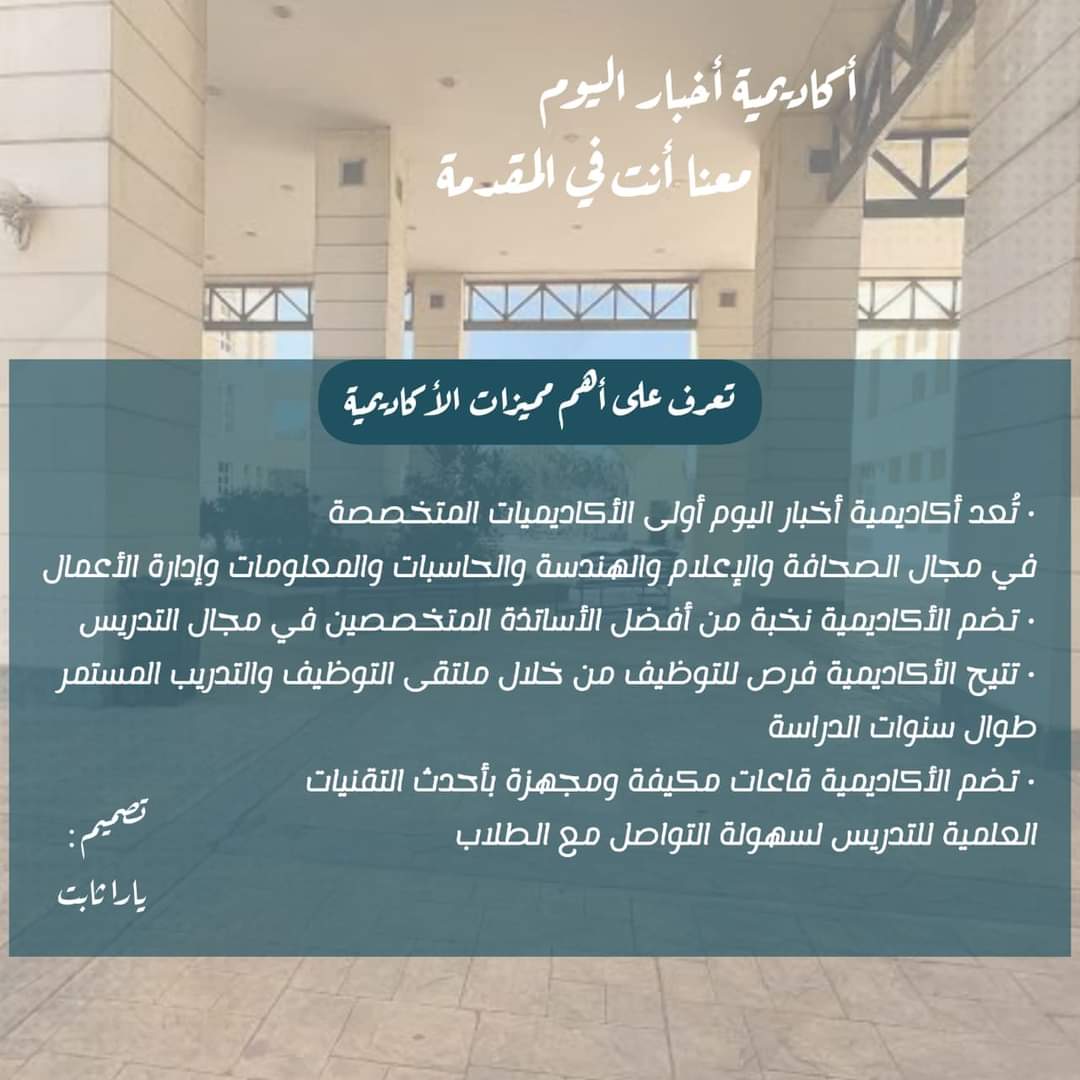 أكاديمية أخبار اليوم
معنا أنت في المقدمة
تعرف على أهم مميزات الأكاديمية
· تُعد أكاديمية أخبار اليوم أولى الأكاديميات المتخصصة
في مجال الصحافة والإعلام والهندسة والحاسبات والمعلومات وإدارة الأعمال
· تضم الأكاديمية نخبة من أفضل الأساتذة المتخصصين في مجال التدريس
· تتيح الأكاديمية فرص للتوظيف من خلال ملتقى التوظيف والتدريب المستمر
طوال سنوات الدراسة
· تضم الأكاديمية قاعات مكيفة ومجهزة بأحدث التقنيات
العلمية للتدريس لسهولة التواصل مع الطلاب
تصميم:
يارا ثابت